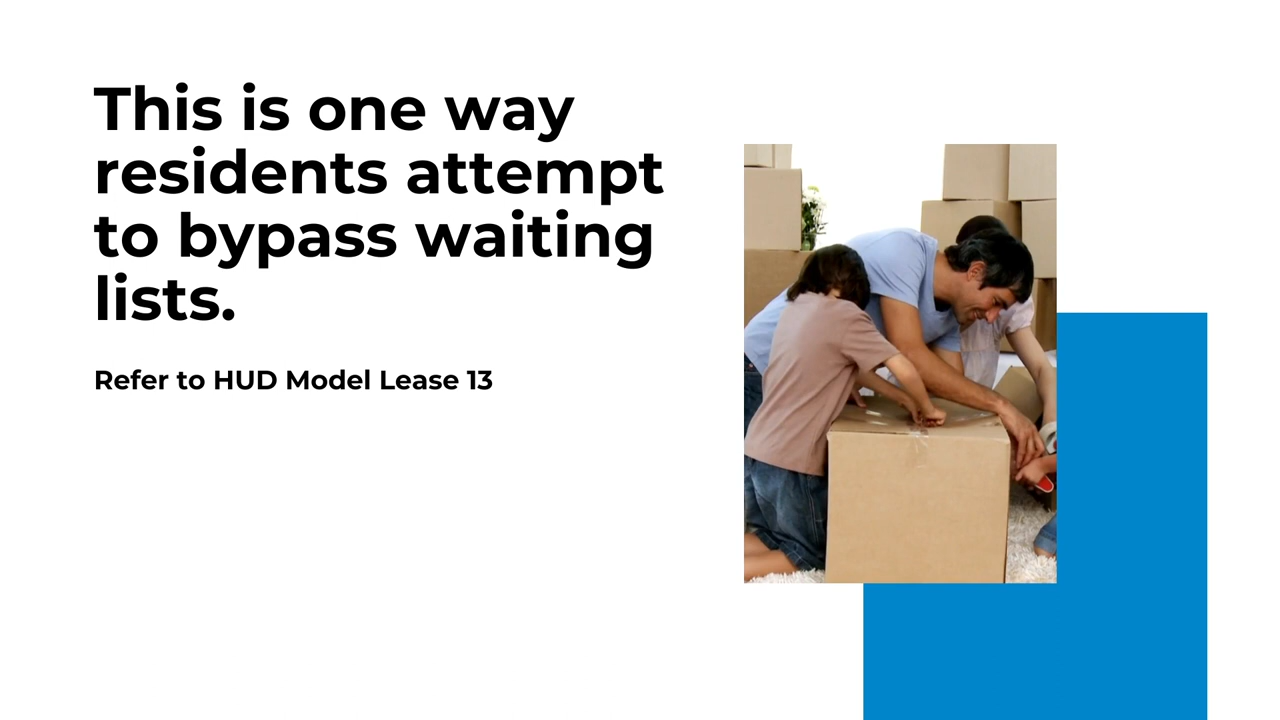 This is one way
residents attempt
to bypass waiting
lists.
Refer to HUD Model Lease 13